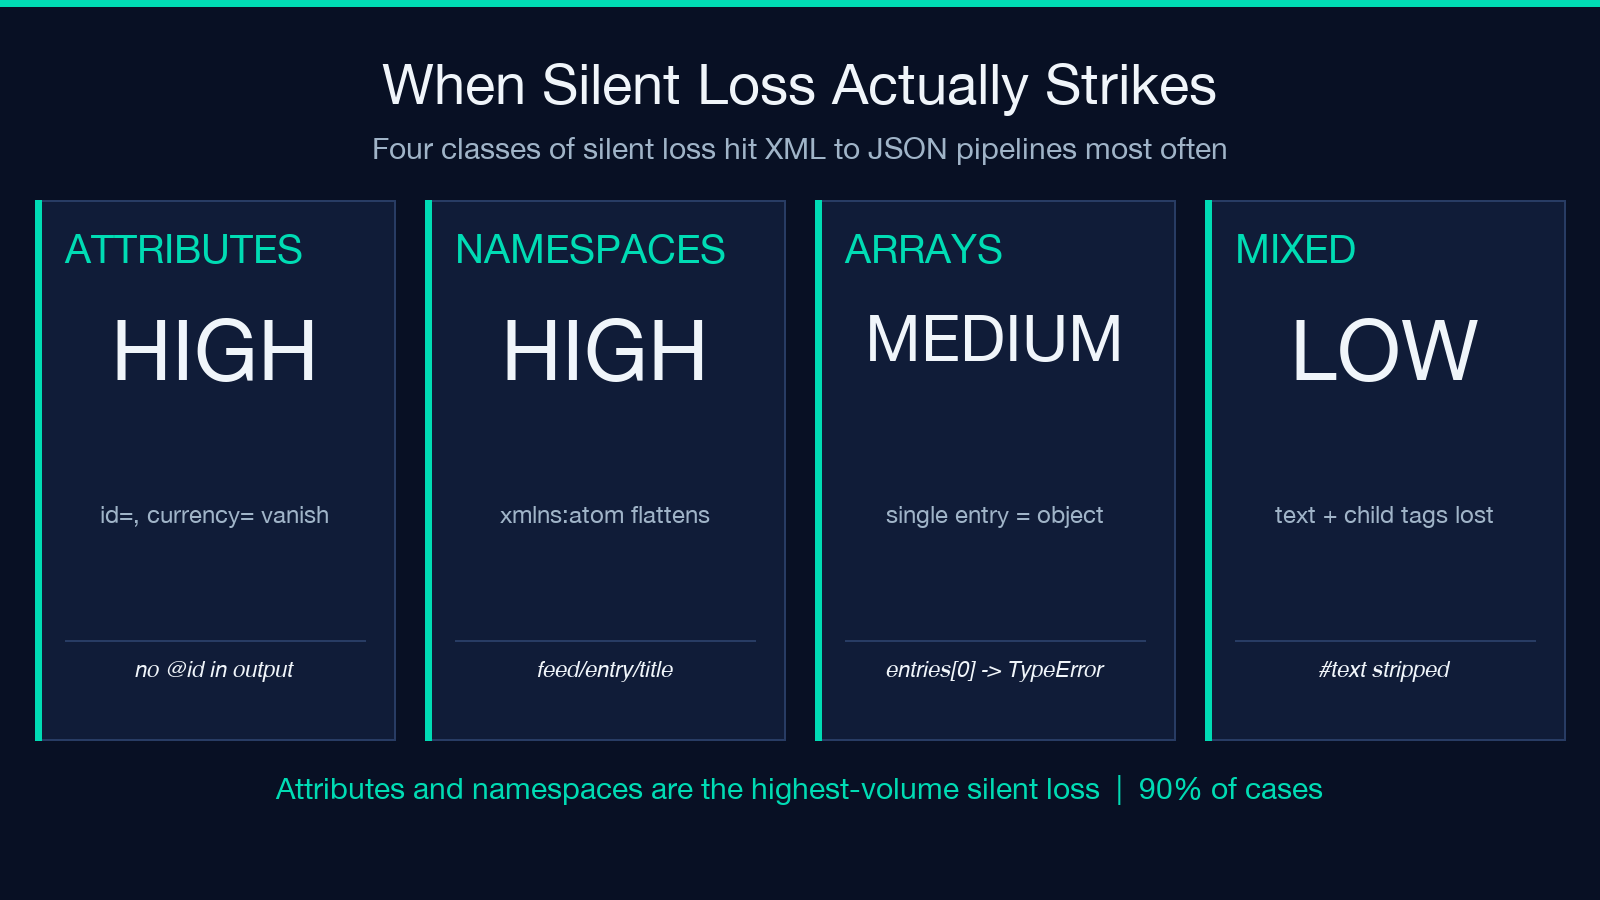 When Silent Loss Actually Strikes
Four classes of silent loss hit XML to JSON pipelines most often
ATTRIBUTES
HIGH
id=, currency= vanish
no @id in output
NAMESPACES
HIGH
xmlns:atom flattens
feed/entry/title
ARRAYS
MEDIUM
single entry = object
entries[0] -> TypeError
MIXED
LOW
text + child tags lost
#text stripped
Attributes and namespaces are the highest-volume silent loss | 90% of cases